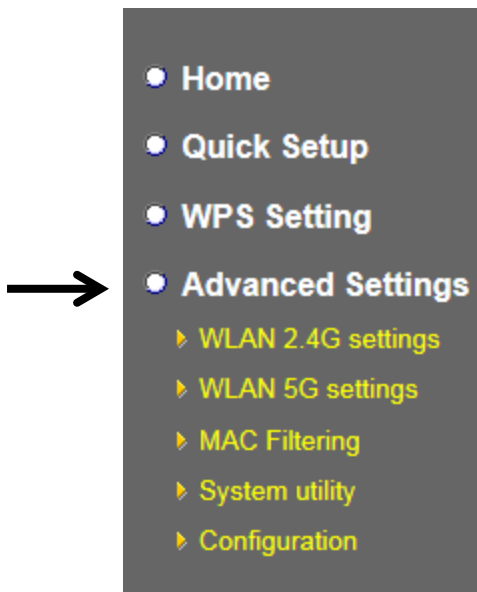 Home
Quick Setup
WPS Setting
Advanced Settings
WLAN 2.4G settings
WLAN 5G settings
MAC Filtering
System utility
Configuration